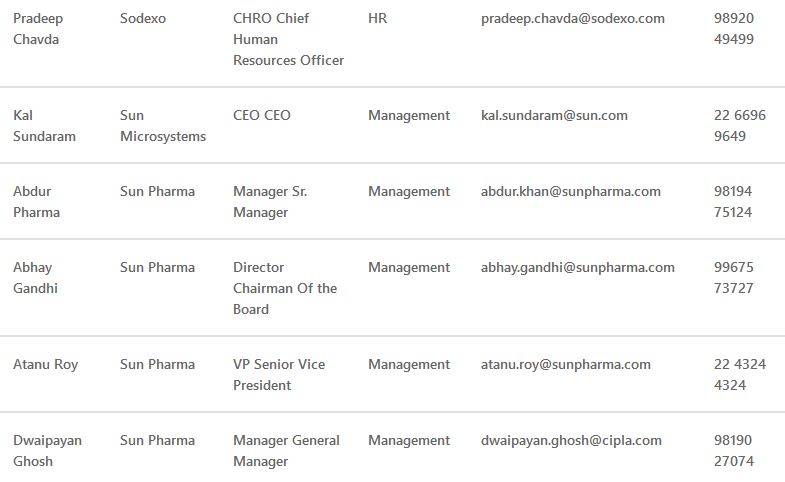 Pradeep Sodexo CHRO Chief HR pradeep.chavda@sodexo.com 98920
Chavda Human 49499
Resources Officer
Kal Sun CEO CEO Management kal.sundaram@sun.com 22 6696
Sundaram Microsystems 9649
Abdur Sun Pharma Manager Sr. Management abdur.khan@sunpharma.com 98194
Pharma Manager 75124
Abhay Sun Pharma Director Management abhay.gandhi@sunpharma.com 99675
Gandhi Chairman Of the 73727
Board
Atanu Roy Sun Pharma VP Senior Vice Management atanu.roy@sunpharma.com 22 4324
President 4324
Dwaipayan Sun Pharma Manager General Management dwaipayan.ghosh@cipla.com 98190
Ghosh Manager 27074